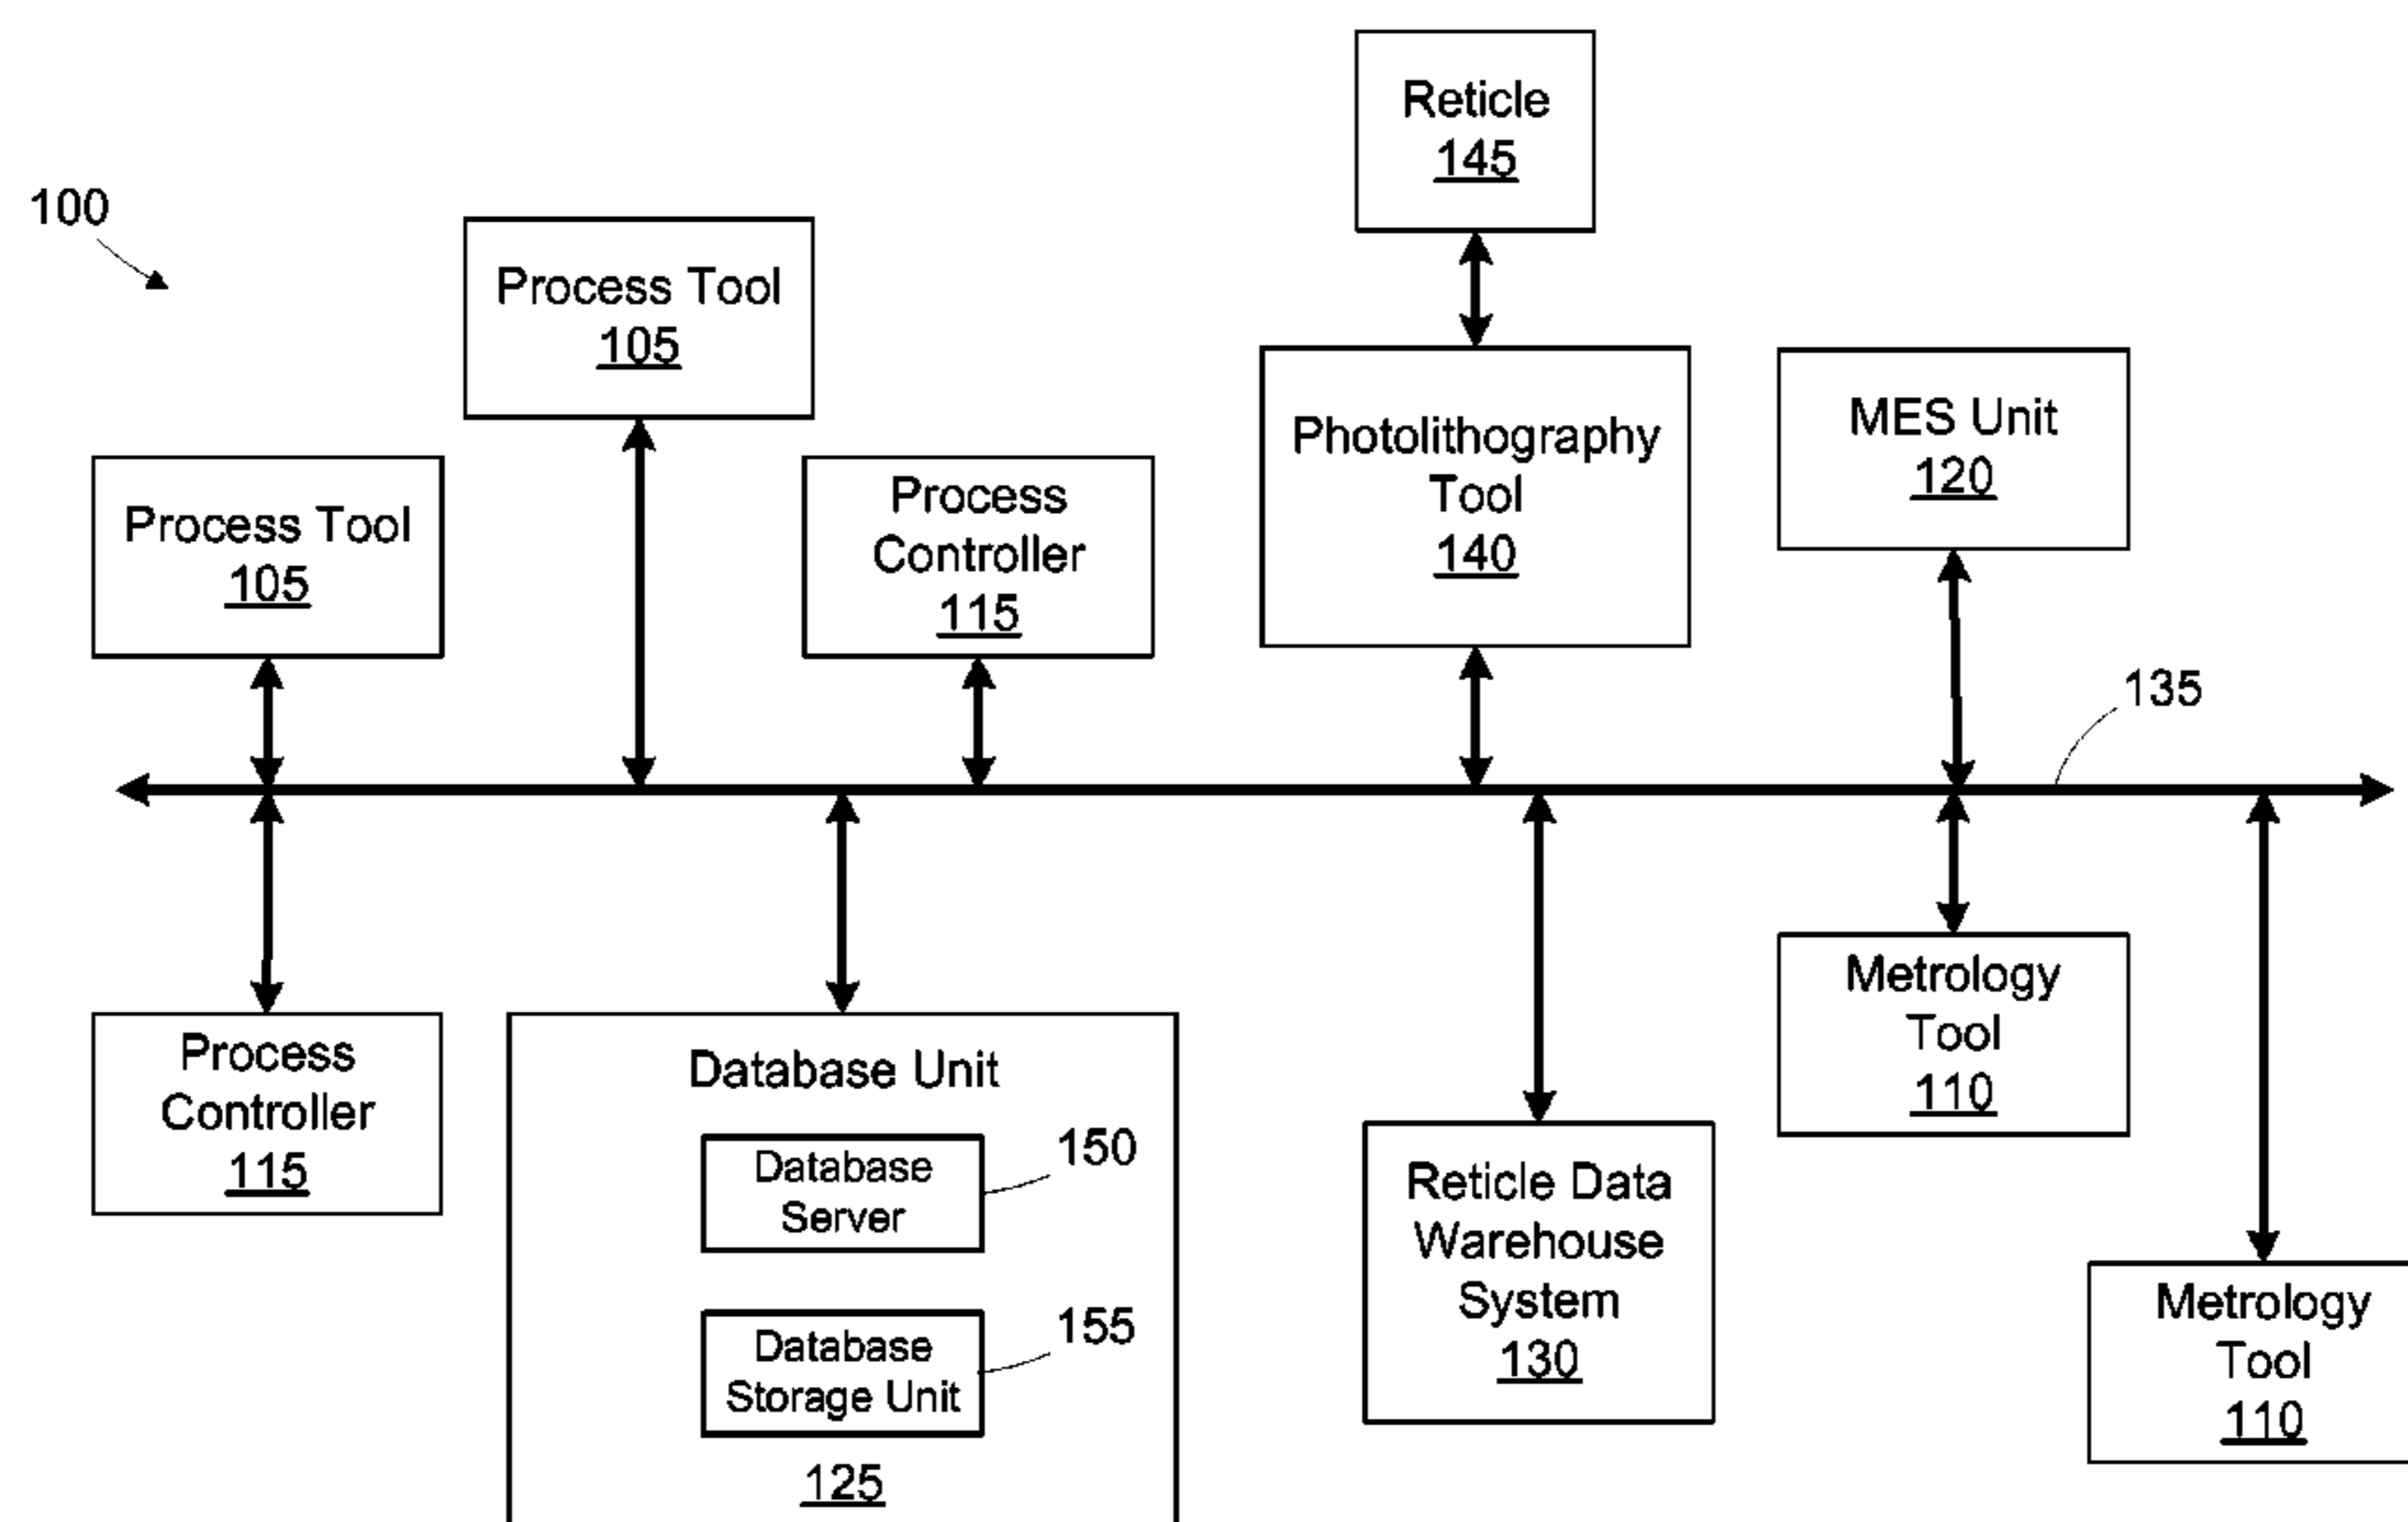 Reticle
145
100
Process Tool
105
Photolithography
Tool
140
MES Unit
120
Process Tool
105
Process
Controller
115
135
Process
Controller
115
Database Unit
Database
Server
150
Database
Storage Unit
155
125
Reticle Data
Warehouse
System
130
Metrology
Tool
110
Metrology
Tool
110